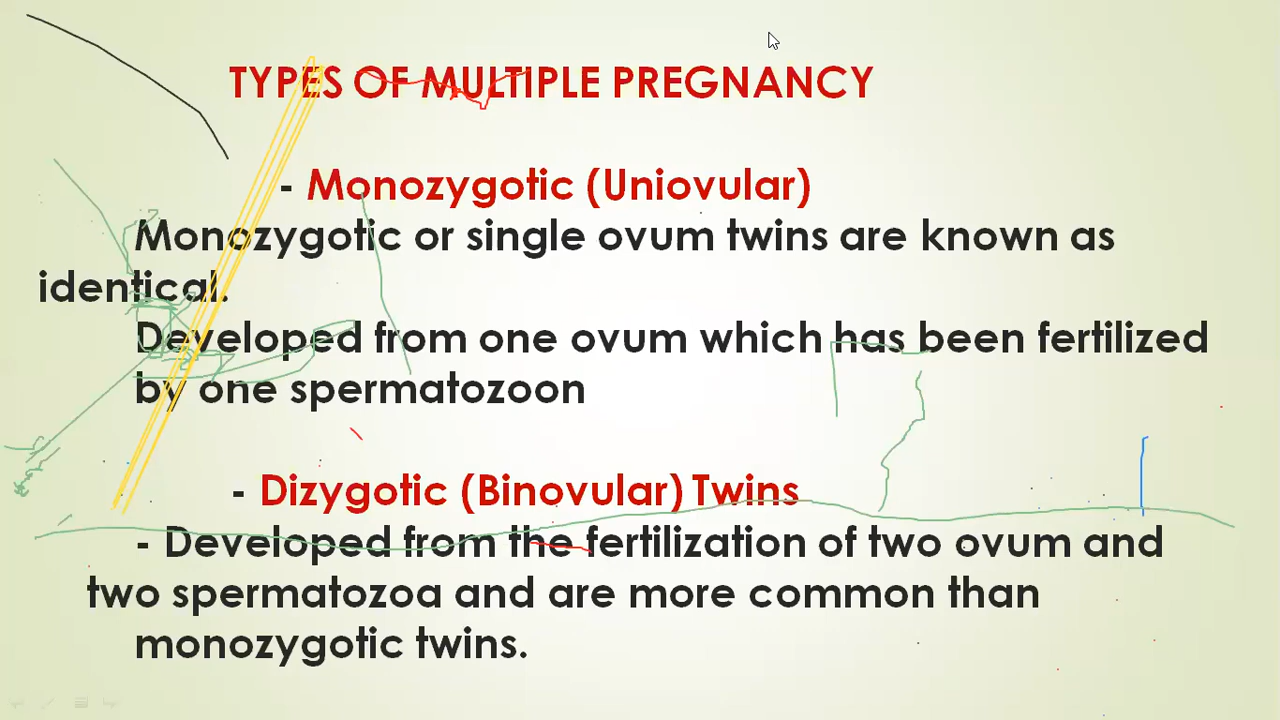 TYPES OF MULTIPLE PREGNANCY
- Monozygotic (Uniovular)
Monozygotic or single ovum twins are known as
identical.
Developed from one ovum which has been fertilized
by one spermatozoon
- Dizygotic (Binovular) Twins
- Developed from the fertilization of two ovum and
two spermatozoa and are more common than
monozygotic twins.